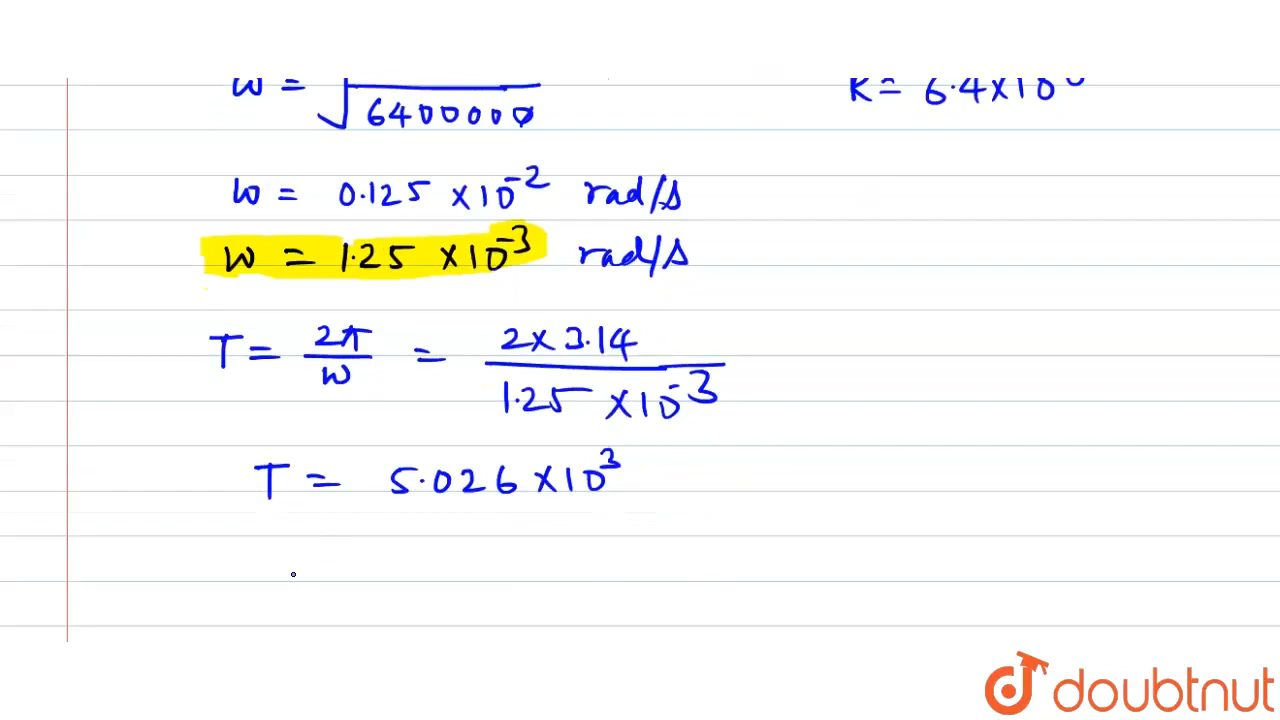 w = √6400000
R = 6.4×10
w = 0.125 ×10⁻² rad/s
w = 1.25 ×10⁻³ rad/s
T = 2π/w = 2×3.14/1.25×10⁻³
T = 5.026×10³
doubtnut